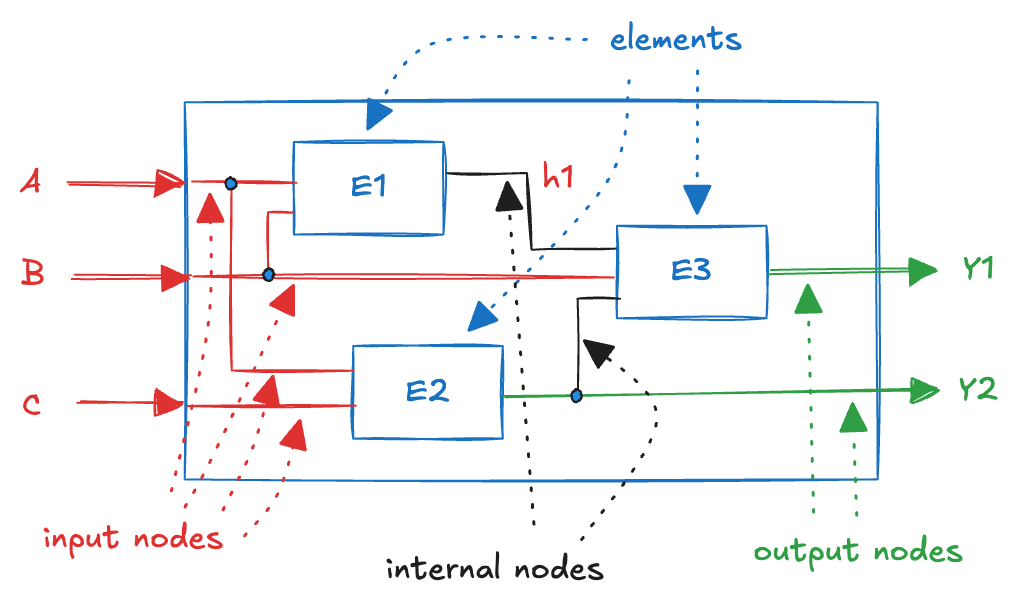 elements
A
E1
h1
B
E3
Y1
C
E2
Y2
input nodes
internal nodes
output nodes